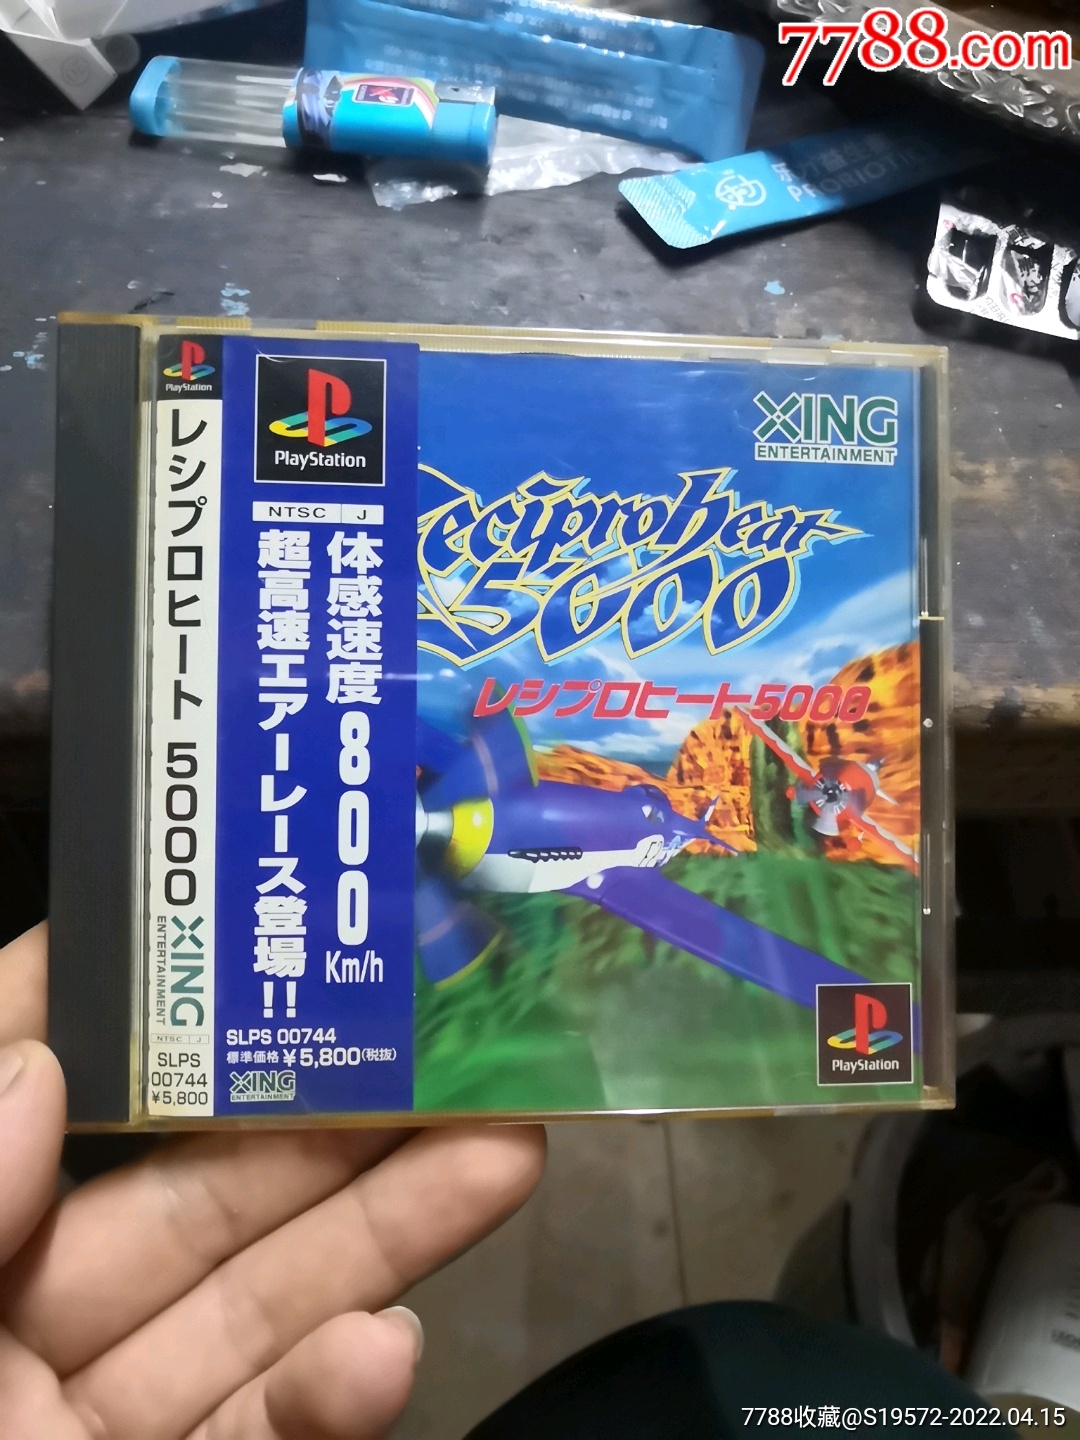 7788.com
PROBIOTIC
PlayStation
レシプロヒート 5000
XING
ENTERTAINMENT
NTSC J
SLPS
00744
¥5,800
PlayStation
NTSC J
体感速度800Km/h
超高速エアーレース登場!!
SLPS 00744
標準価格 ¥5,800(税抜)
XING
ENTERTAINMENT
XING
ENTERTAINMENT
Reciproheat
5000
レシプロヒート5000
PlayStation
7788收藏@S19572-2022.04.15